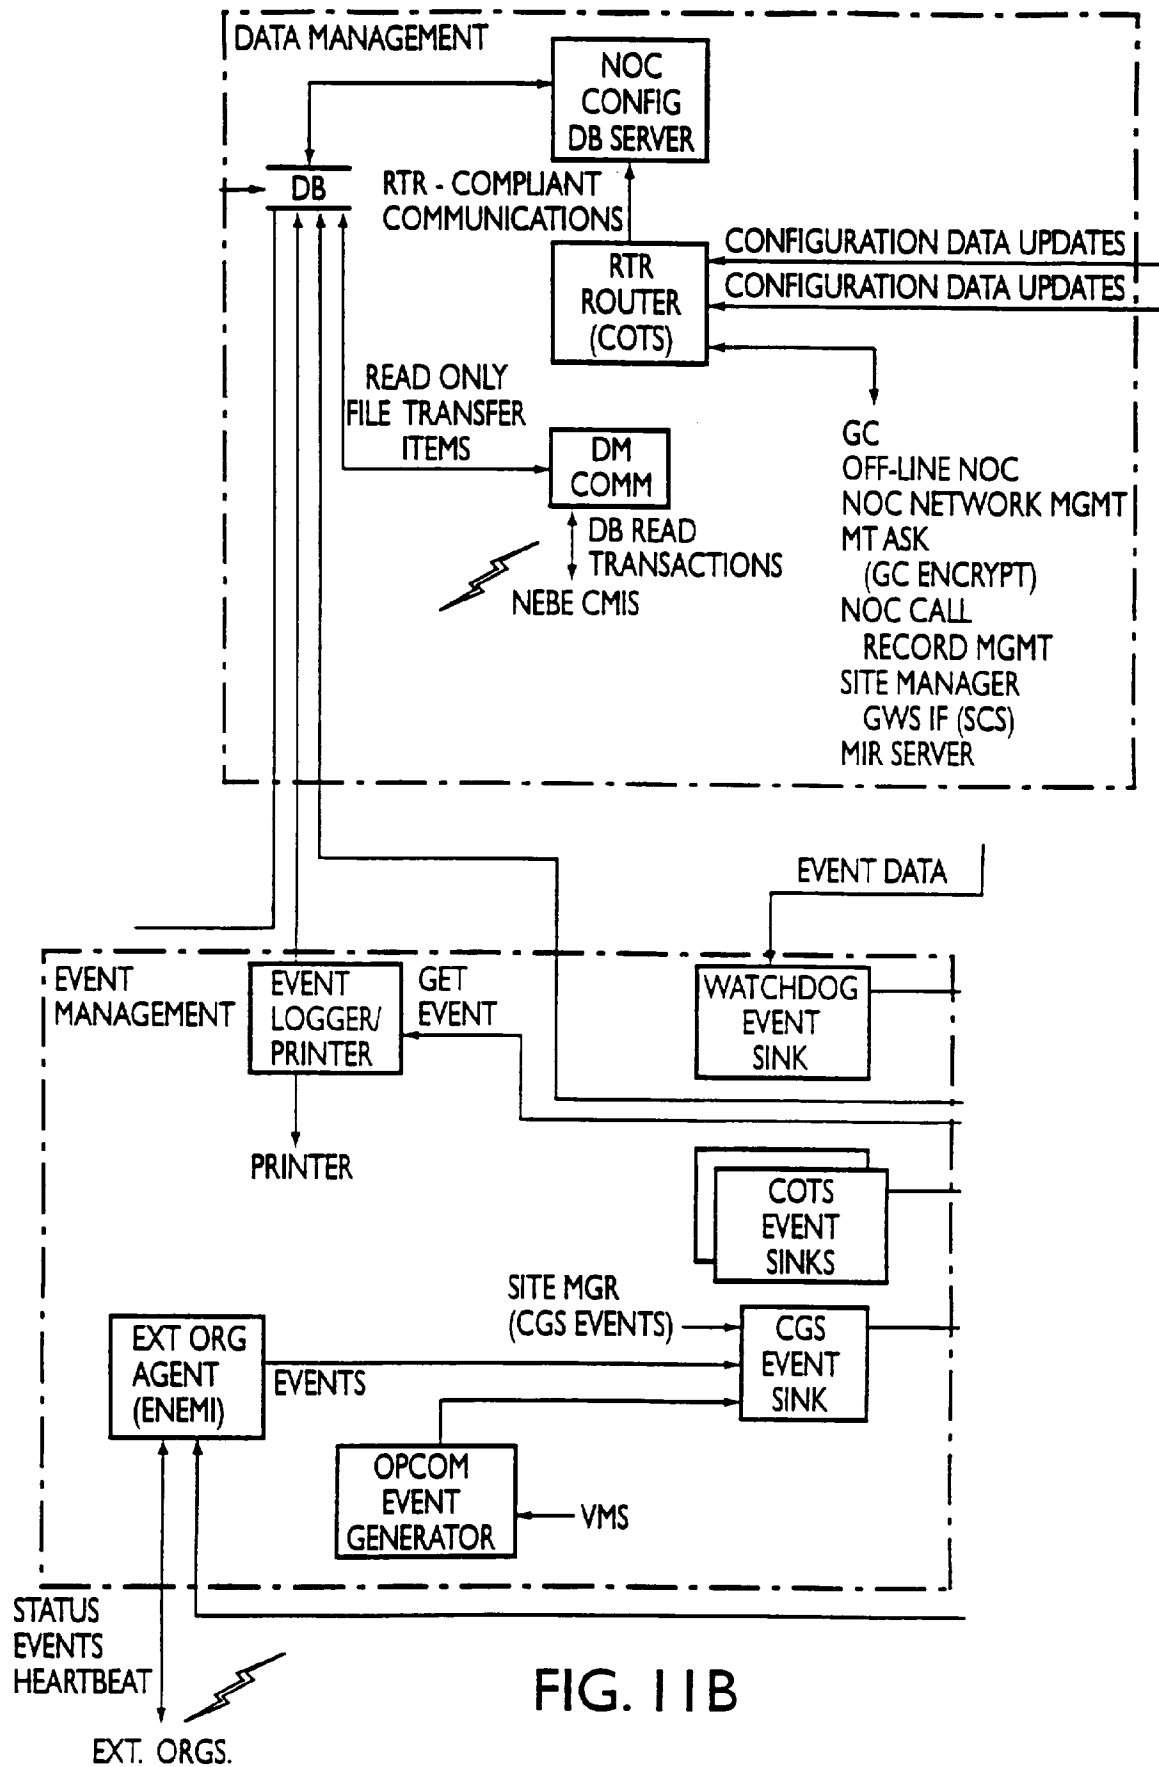 DATA MANAGEMENT
NOC
CONFIG
DB SERVER
DB
RTR - COMPLIANT
COMMUNICATIONS
RTR
ROUTER
(COTS)
CONFIGURATION DATA UPDATES
CONFIGURATION DATA UPDATES
READ ONLY
FILE TRANSFER
ITEMS
DM
COMM
DB READ
TRANSACTIONS
NEBE CMIS
GC
OFF-LINE NOC
NOC NETWORK MGMT
MT ASK
(GC ENCRYPT)
NOC CALL
RECORD MGMT
SITE MANAGER
GWS IF (SCS)
MIR SERVER
EVENT DATA
EVENT
MANAGEMENT
EVENT
LOGGER/
PRINTER
GET
EVENT
WATCHDOG
EVENT
SINK
PRINTER
COTS
EVENT
SINKS
SITE MGR
(CGS EVENTS)
CGS
EVENT
SINK
EXT ORG
AGENT
(ENEMI)
EVENTS
OPCOM
EVENT
GENERATOR
VMS
STATUS
EVENTS
HEARTBEAT
EXT. ORGS.
FIG. 11B